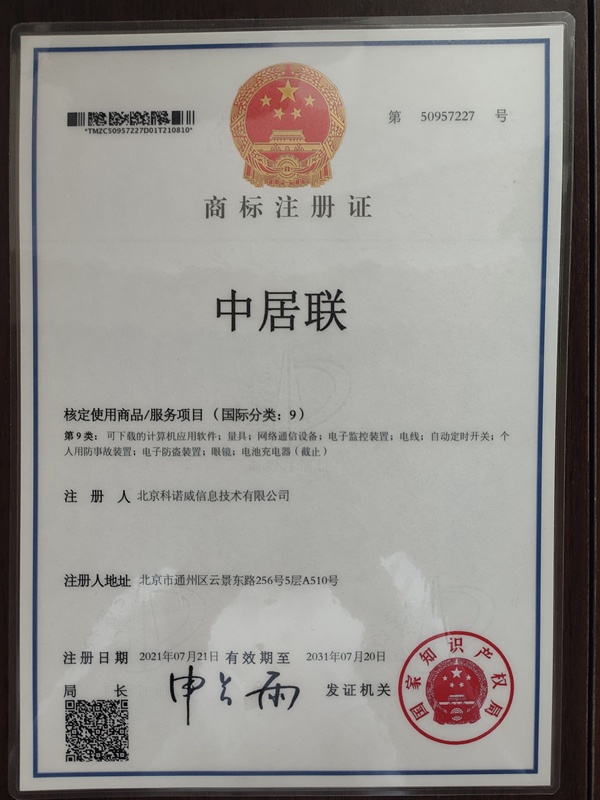 *TMZC50957227D01T210810*
第 50957227 号
商标注册证
中居联
核定使用商品/服务项目（国际分类：9）
第9类：可下载的计算机应用软件；量具；网络通信设备；电子监控装置；电线；自动定时开关；个
人用防事故装置；电子防盗装置；眼镜；电池充电器（截止）
注册人 北京科诺威信息技术有限公司
注册人地址 北京市通州区云景东路256号5层A510号
注册日期 2021年07月21日 有效期至 2031年07月20日
局长 申长雨 发证机关
国家知识产权局